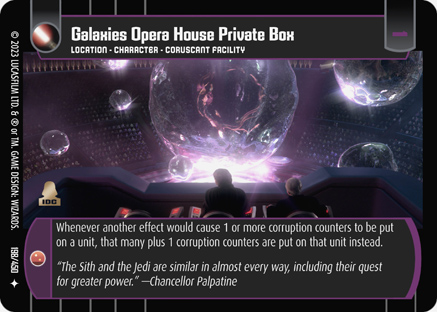 Galaxies Opera House Private Box
LOCATION - CHARACTER - CORUSCANT FACILITY
IDC
Whenever another effect would cause 1 or more corruption counters to be put
on a unit, that many plus 1 corruption counters are put on that unit instead.
“The Sith and the Jedi are similar in almost every way, including their quest
for greater power.” —Chancellor Palpatine
© 2023 LUCASFILM LTD. & ® or TM. GAME DESIGN: WIZARDS.
188/450